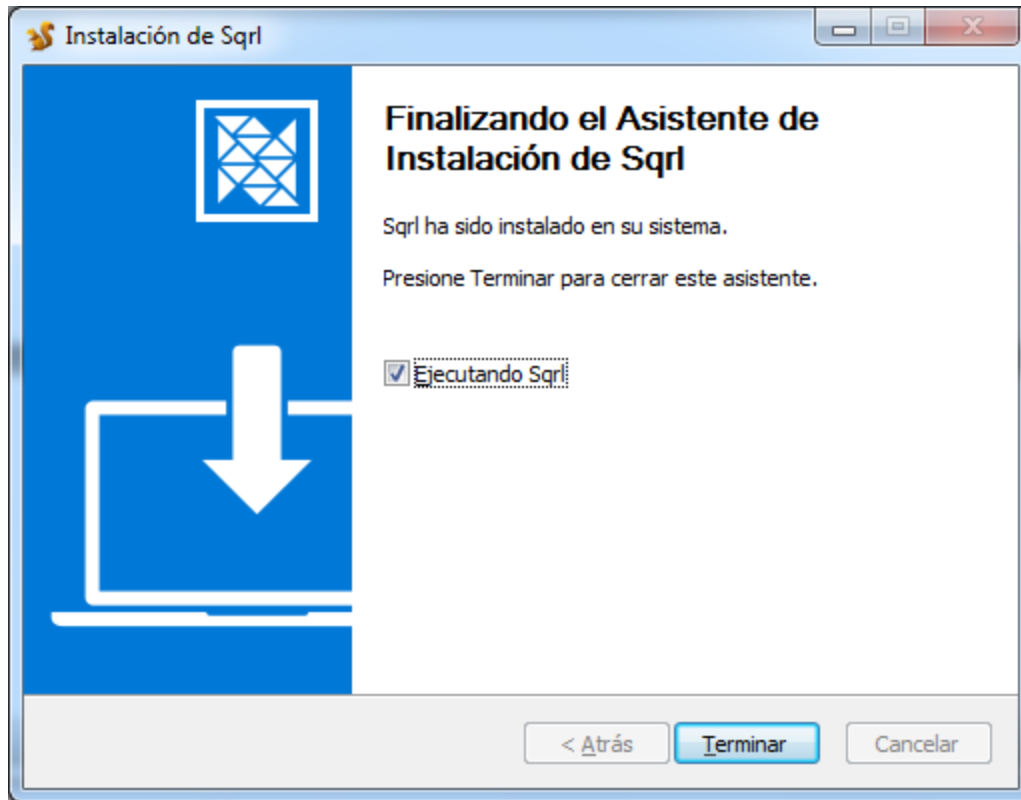 Instalación de Sqrl
Finalizando el Asistente de
Instalación de Sqrl
Sqrl ha sido instalado en su sistema.
Presione Terminar para cerrar este asistente.
Ejecutando Sqrl
< Atrás
Terminar
Cancelar